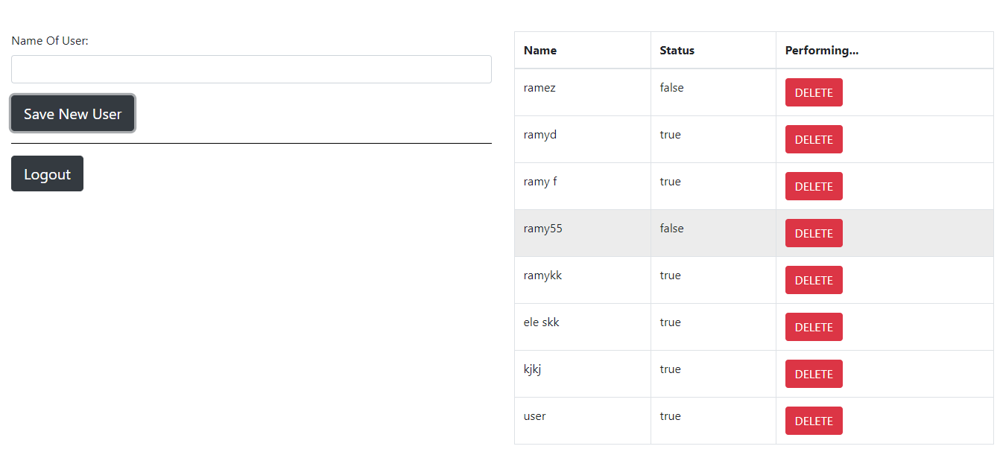 Name Of User:
Save New User
Logout
Name Status Performing...
ramez false DELETE
ramyd true DELETE
ramy f true DELETE
ramy55 false DELETE
ramykk true DELETE
ele skk true DELETE
kjkj true DELETE
user true DELETE